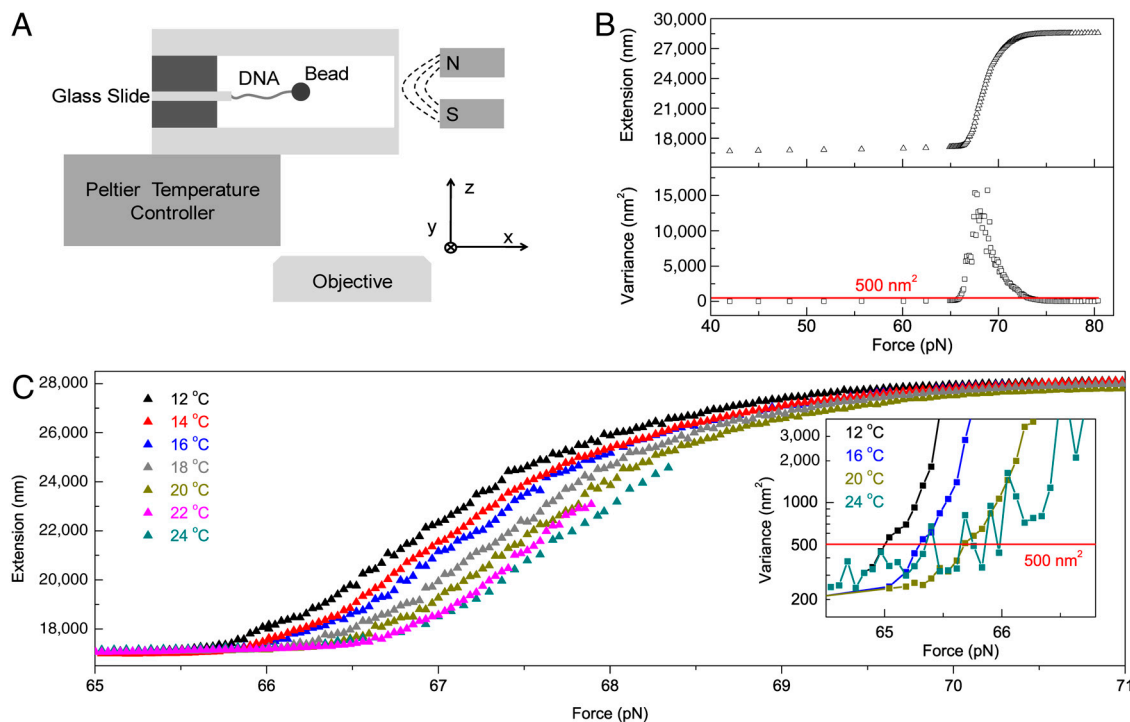 A
Glass Slide
DNA
Bead
N
S
Peltier Temperature
Controller
z
y
x
Objective
B
30,000
27,000
24,000
21,000
18,000
Extension (nm)
15,000
10,000
5,000
0
Varriance (nm²)
500 nm²
40 50 60 70 80
Force (pN)
C
28,000
26,000
24,000
22,000
20,000
18,000
Extension (nm)
12 °C
14 °C
16 °C
18 °C
20 °C
22 °C
24 °C
65 66 67 68 69 70 71
Force (pN)
12 °C
16 °C
20 °C
24 °C
3,000
2,000
1000
500
200
Variance (nm²)
500 nm²
65 66
Force (pN)